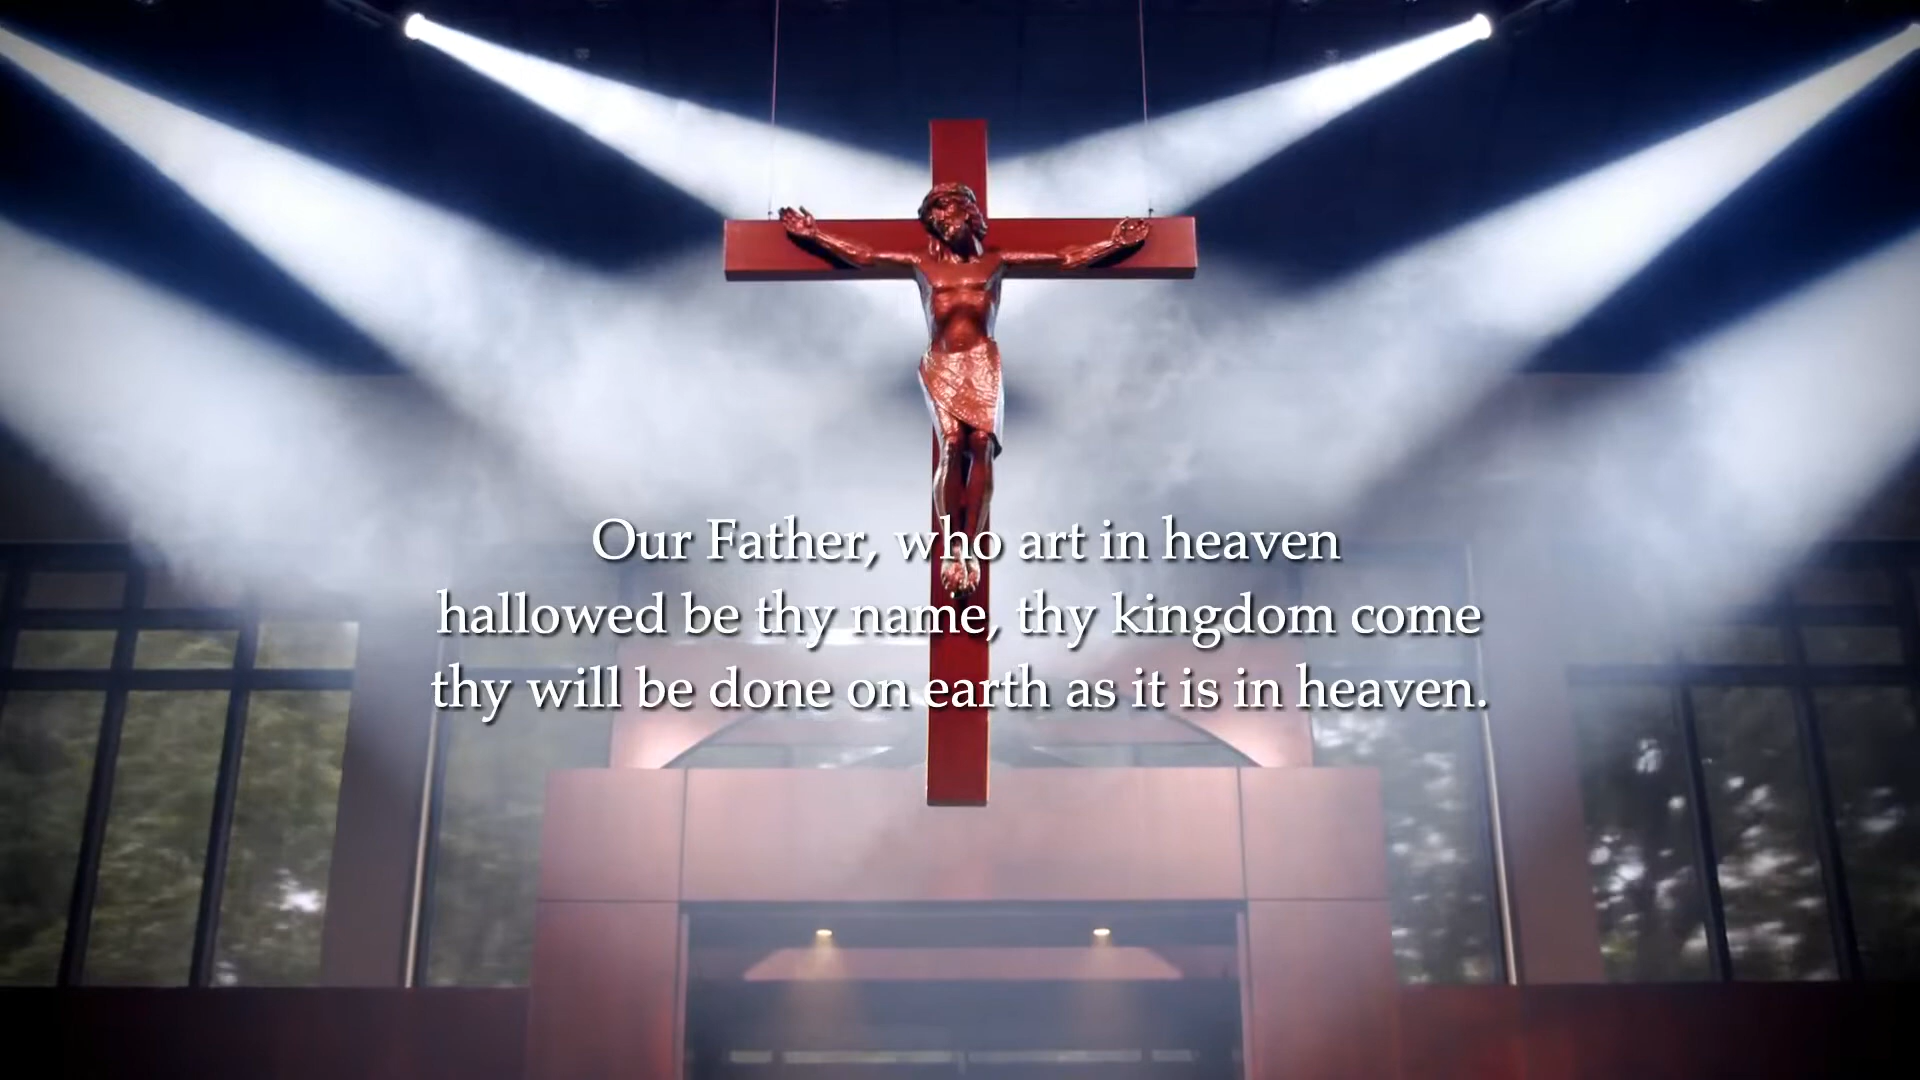 Our Father, who art in heaven
hallowed be thy name, thy kingdom come
thy will be done on earth as it is in heaven.